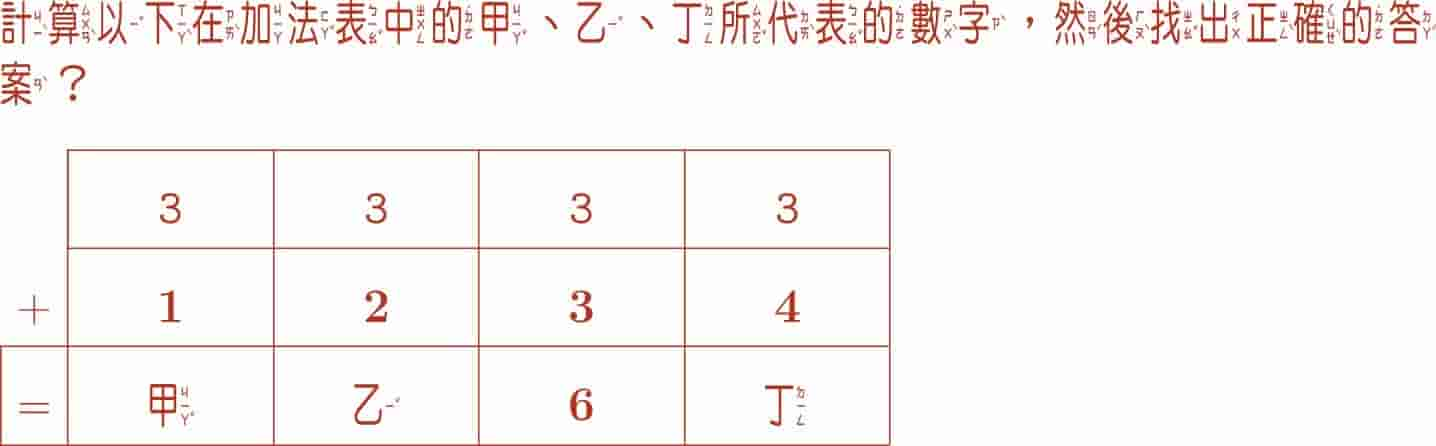 計算以下在加法表中的甲、乙、丁所代表的數字，然後找出正確的答
案？
3 3 3 3
+ 1 2 3 4
= 甲 乙 6 丁